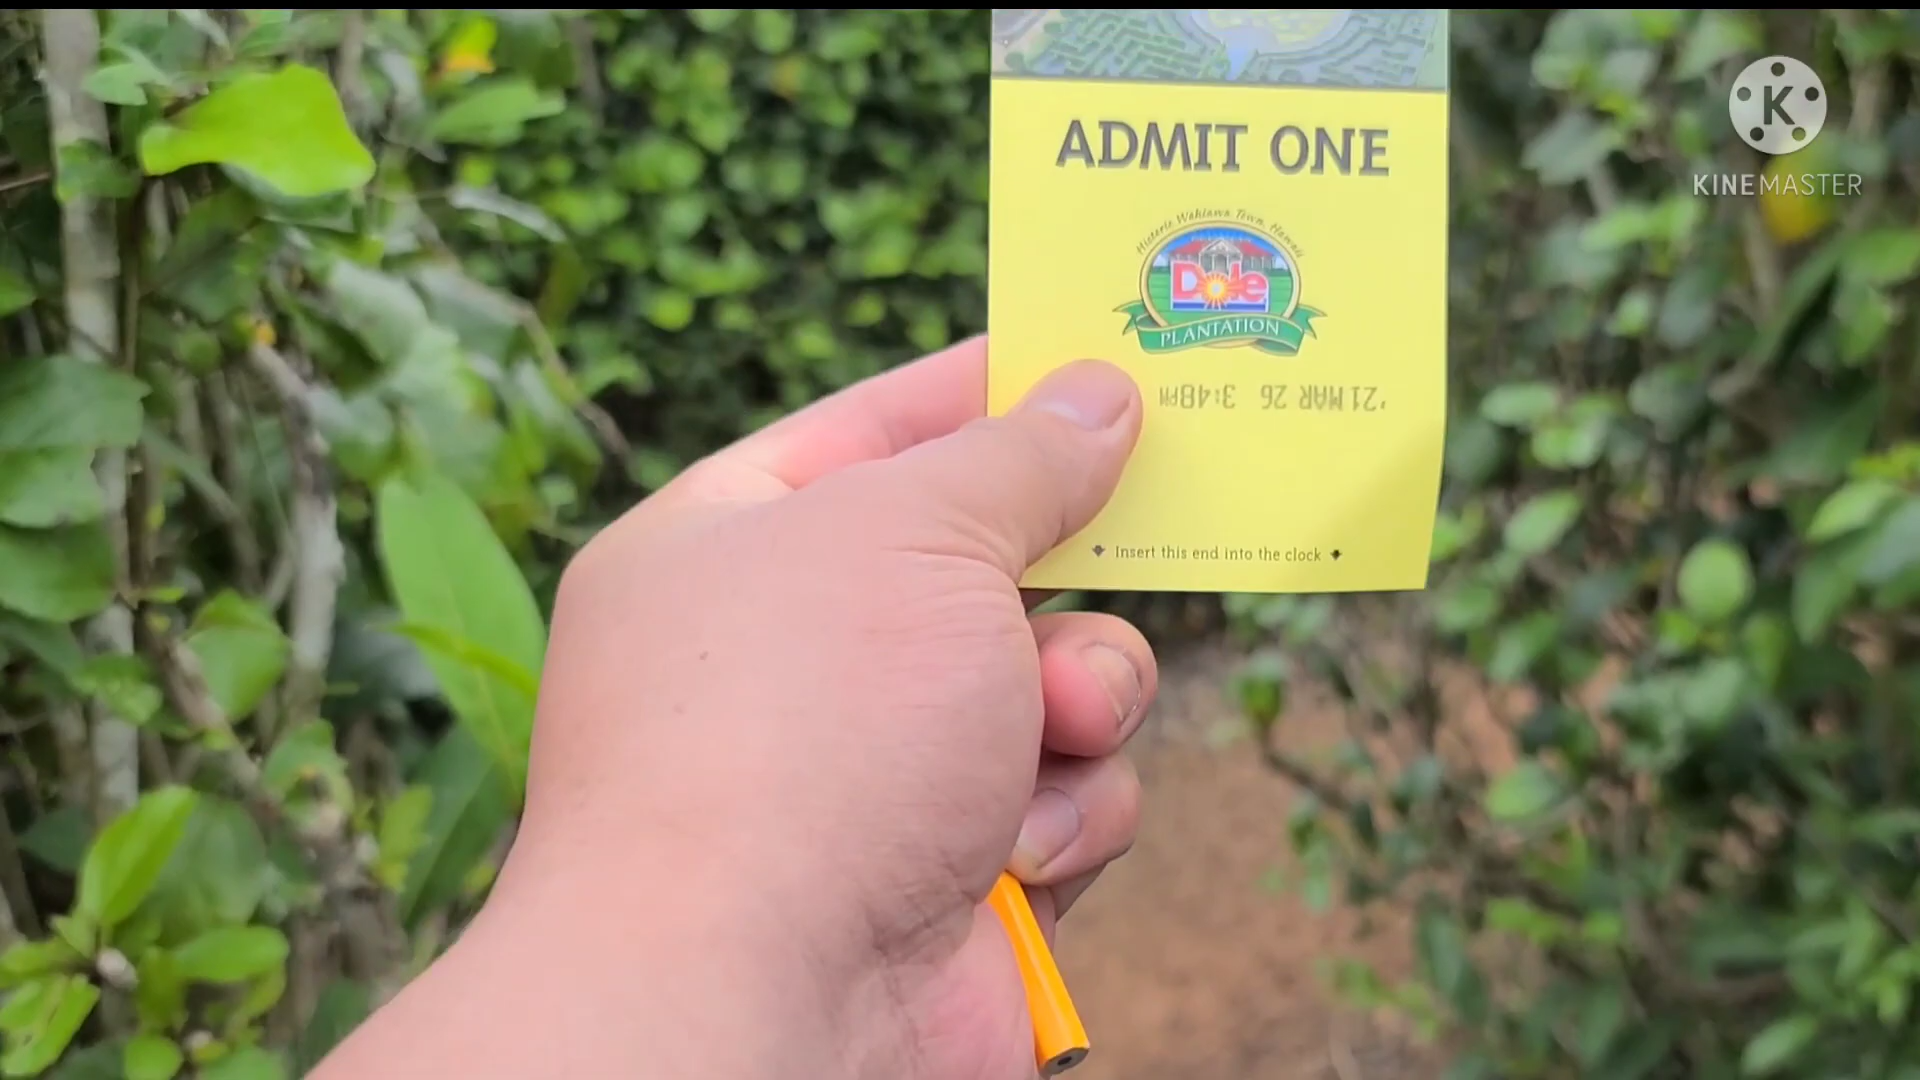 ADMIT ONE
Historic Wahiawa Town, Hawaii
Dole
PLANTATION
'21 MAR 26 3:48PM
Insert this end into the clock
K
KINEMASTER